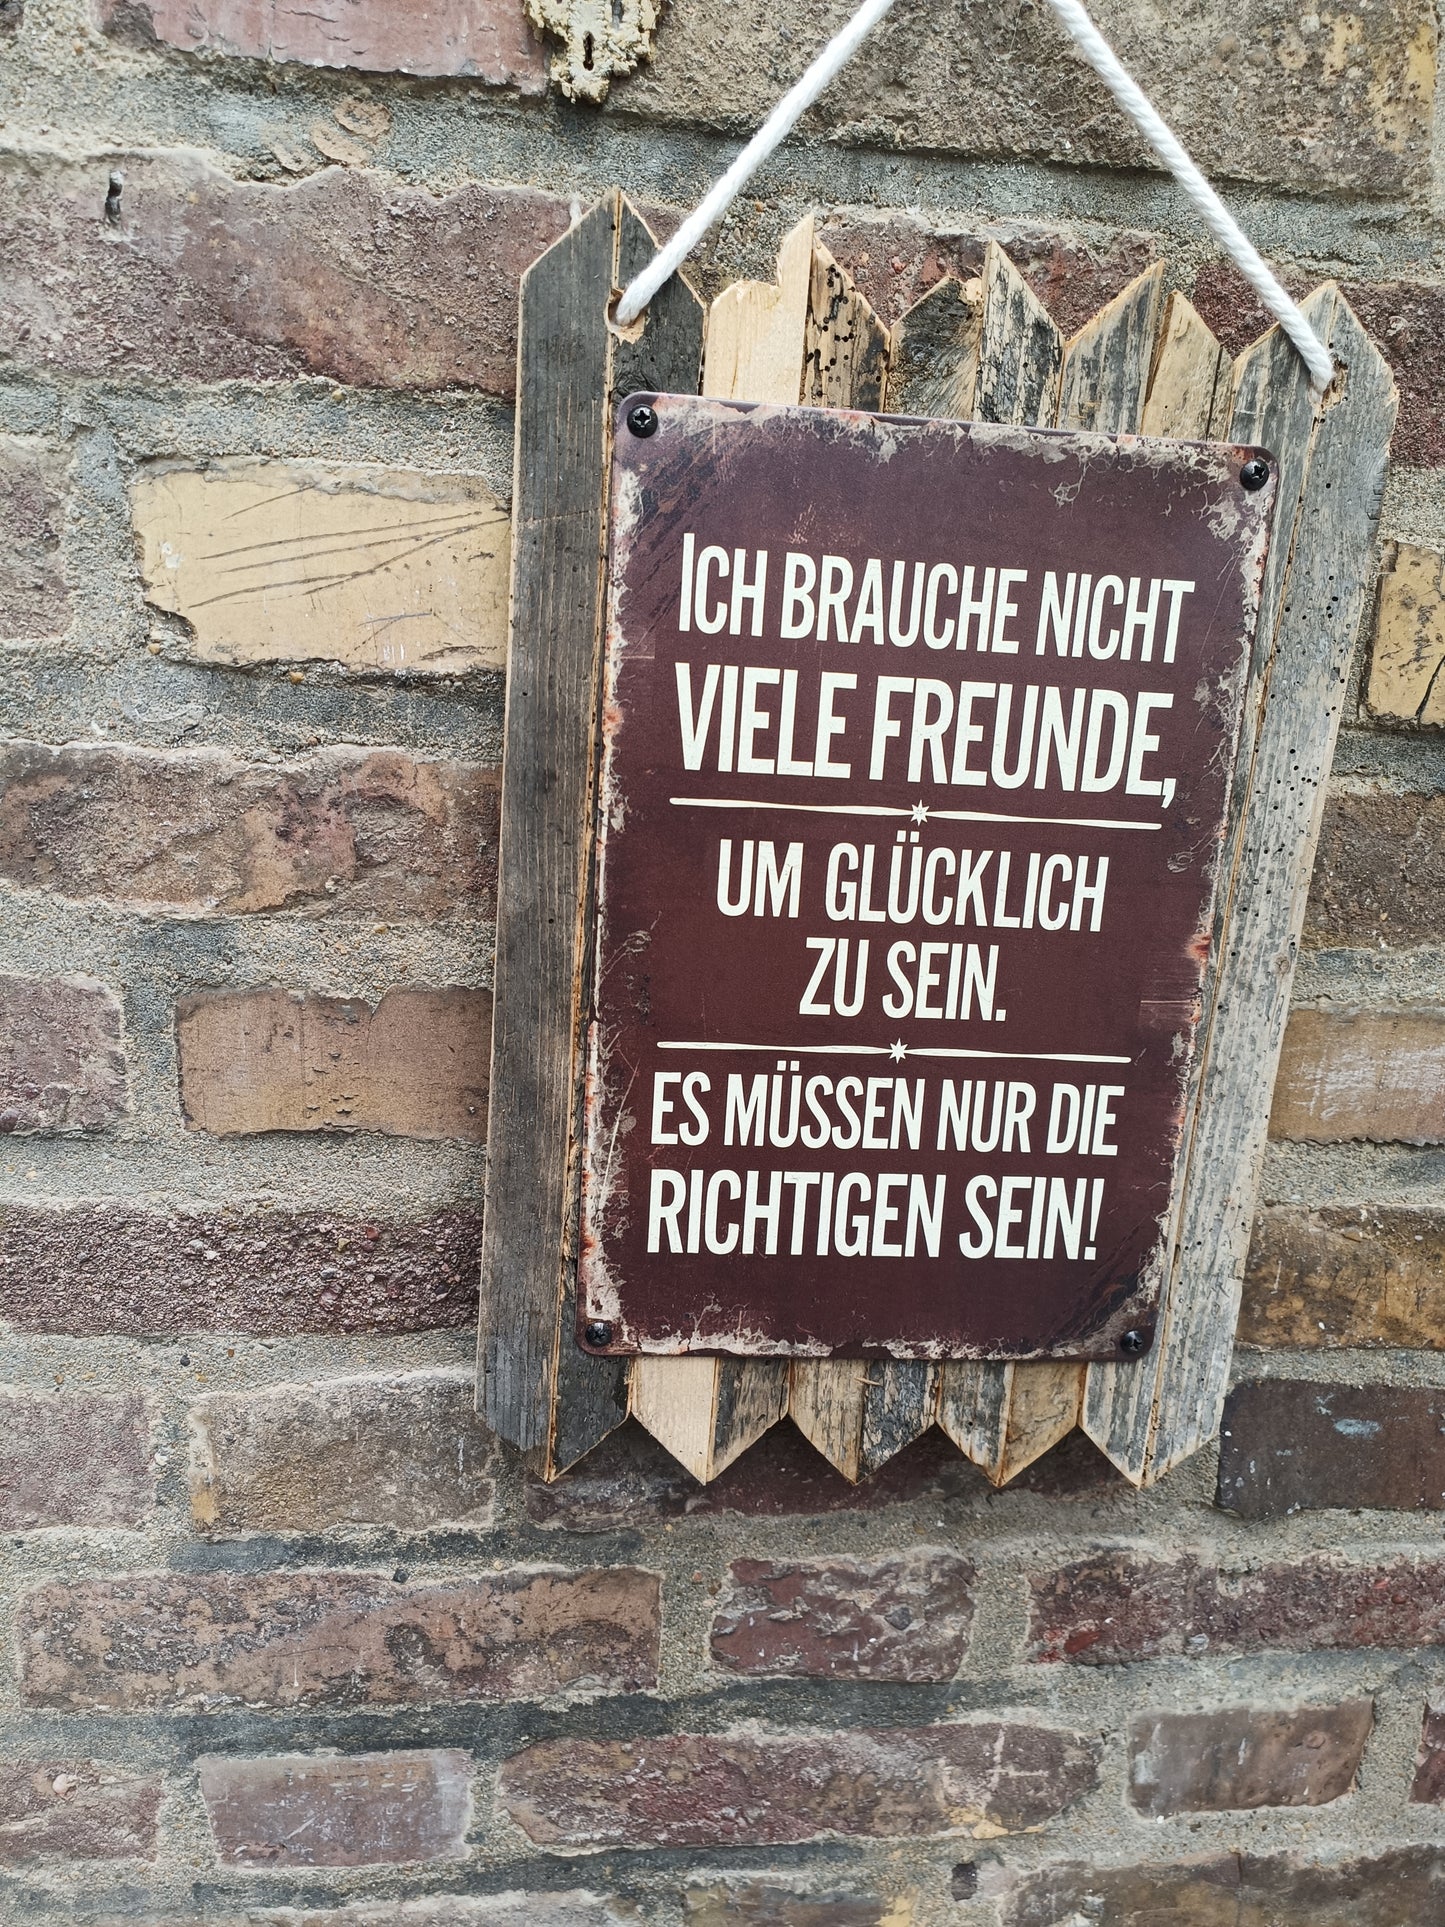 ICH BRAUCHE NICHT
VIELE FREUNDE,
UM GLÜCKLICH
ZU SEIN.
ES MÜSSEN NUR DIE
RICHTIGEN SEIN!